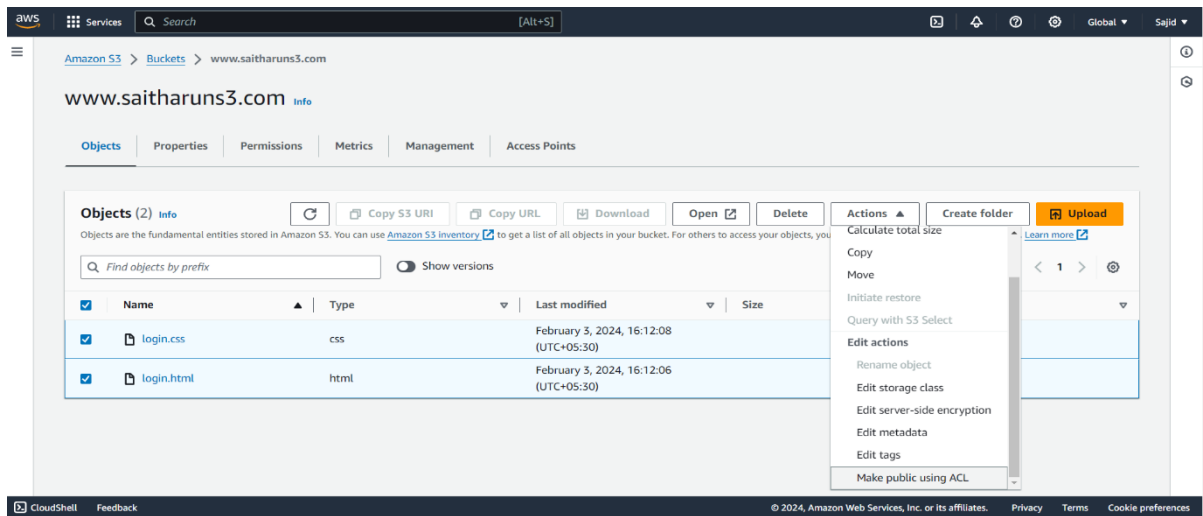 aws
Services
Search
[Alt+S]
Global ▼
Sajid ▼
Amazon S3 > Buckets > www.saitharuns3.com
www.saitharuns3.com Info
Objects
Properties
Permissions
Metrics
Management
Access Points
Objects (2) Info
Copy S3 URI
Copy URL
Download
Open
Delete
Actions ▲
Create folder
Upload
Objects are the fundamental entities stored in Amazon S3. You can use Amazon S3 inventory to get a list of all objects in your bucket. For others to access your objects, you
Learn more
Find objects by prefix
Show versions
< 1 >
Name ▲
Type
Last modified
Size
login.css
css
February 3, 2024, 16:12:08
(UTC+05:30)
login.html
html
February 3, 2024, 16:12:06
(UTC+05:30)
Calculate total size
Copy
Move
Initiate restore
Query with S3 Select
Edit actions
Rename object
Edit storage class
Edit server-side encryption
Edit metadata
Edit tags
Make public using ACL
CloudShell
Feedback
© 2024, Amazon Web Services, Inc. or its affiliates.
Privacy
Terms
Cookie preferences